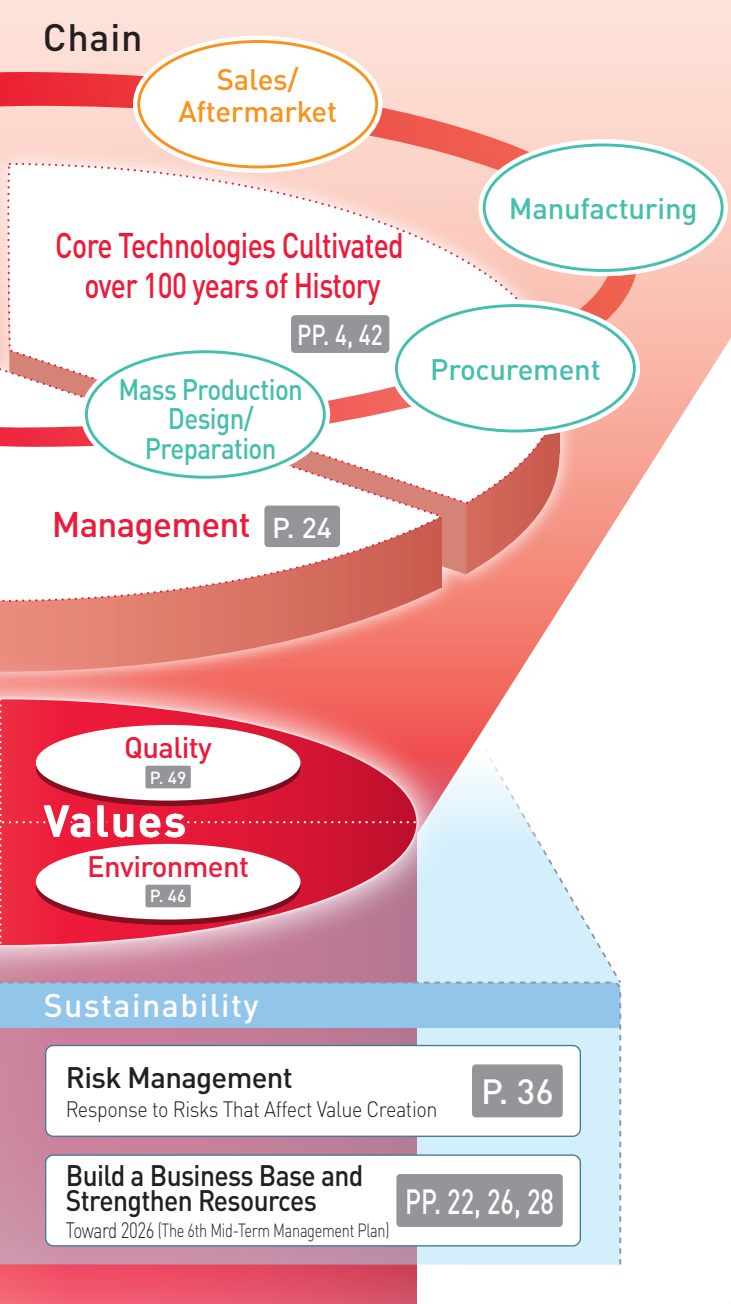 Chain
Sales/
Aftermarket
Manufacturing
Core Technologies Cultivated
over 100 years of History
PP. 4, 42
Procurement
Mass Production
Design/
Preparation
Management P. 24
Quality
P. 49
Values
Environment
P. 46
Sustainability
Risk Management
Response to Risks That Affect Value Creation
P. 36
Build a Business Base and
Strengthen Resources
Toward 2026 (The 6th Mid-Term Management Plan)
PP. 22, 26, 28